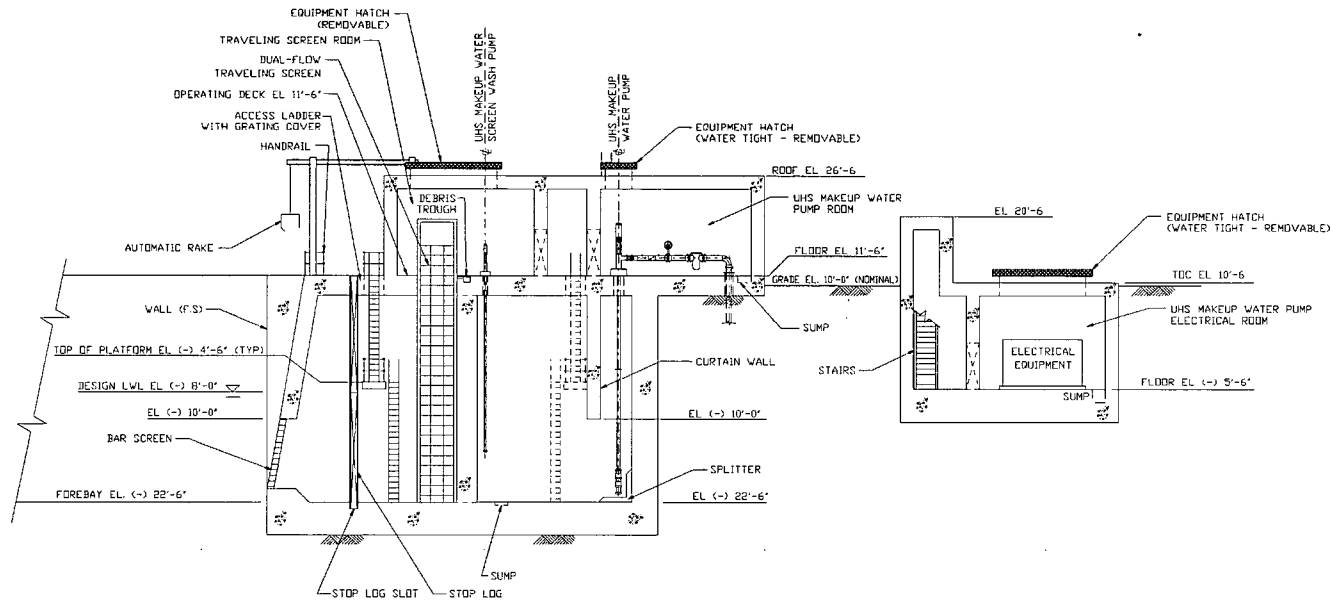 EQUIPMENT HATCH
(REMOVABLE)
TRAVELING SCREEN ROOM
DUAL-FLOW
TRAVELING SCREEN
OPERATING DECK EL 11'-6"
ACCESS LADDER
WITH GRATING COVER
HANDRAIL
UHS MAKEUP WATER
SCREEN WASH PUMP
UHS MAKEUP
WATER PUMP
EQUIPMENT HATCH
(WATER TIGHT - REMOVABLE)
ROOF EL 26'-6
DEBRIS
TROUGH
UHS MAKEUP WATER
PUMP ROOM
AUTOMATIC RAKE
FLOOR EL 11'-6"
GRADE EL. 10'-0" (NOMINAL)
SUMP
WALL (F.S)
TOP OF PLATFORM EL (-) 4'-6" (TYP)
DESIGN LWL EL (-) 8'-0"
EL (-) 10'-0"
BAR SCREEN
FOREBAY EL. (-) 22'-6"
CURTAIN WALL
EL (-) 10'-0"
SPLITTER
EL (-) 22'-6"
SUMP
STOP LOG SLOT
STOP LOG
EL 20'-6
EQUIPMENT HATCH
(WATER TIGHT - REMOVABLE)
TOC EL 10'-6
UHS MAKEUP WATER PUMP
ELECTRICAL ROOM
STAIRS
ELECTRICAL
EQUIPMENT
FLOOR EL (-) 5'-6"
SUMP